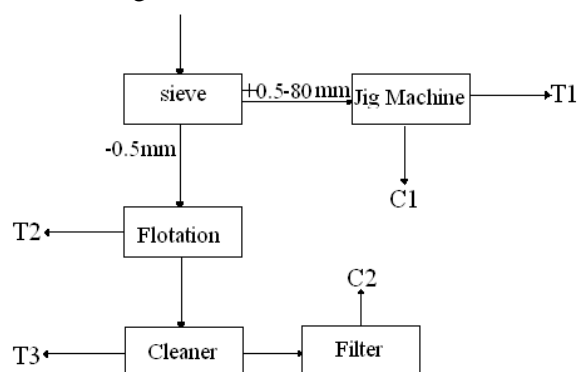 sieve
+0.5-80 mm
Jig Machine
T1
-0.5mm
C1
T2
Flotation
C2
T3
Cleaner
Filter